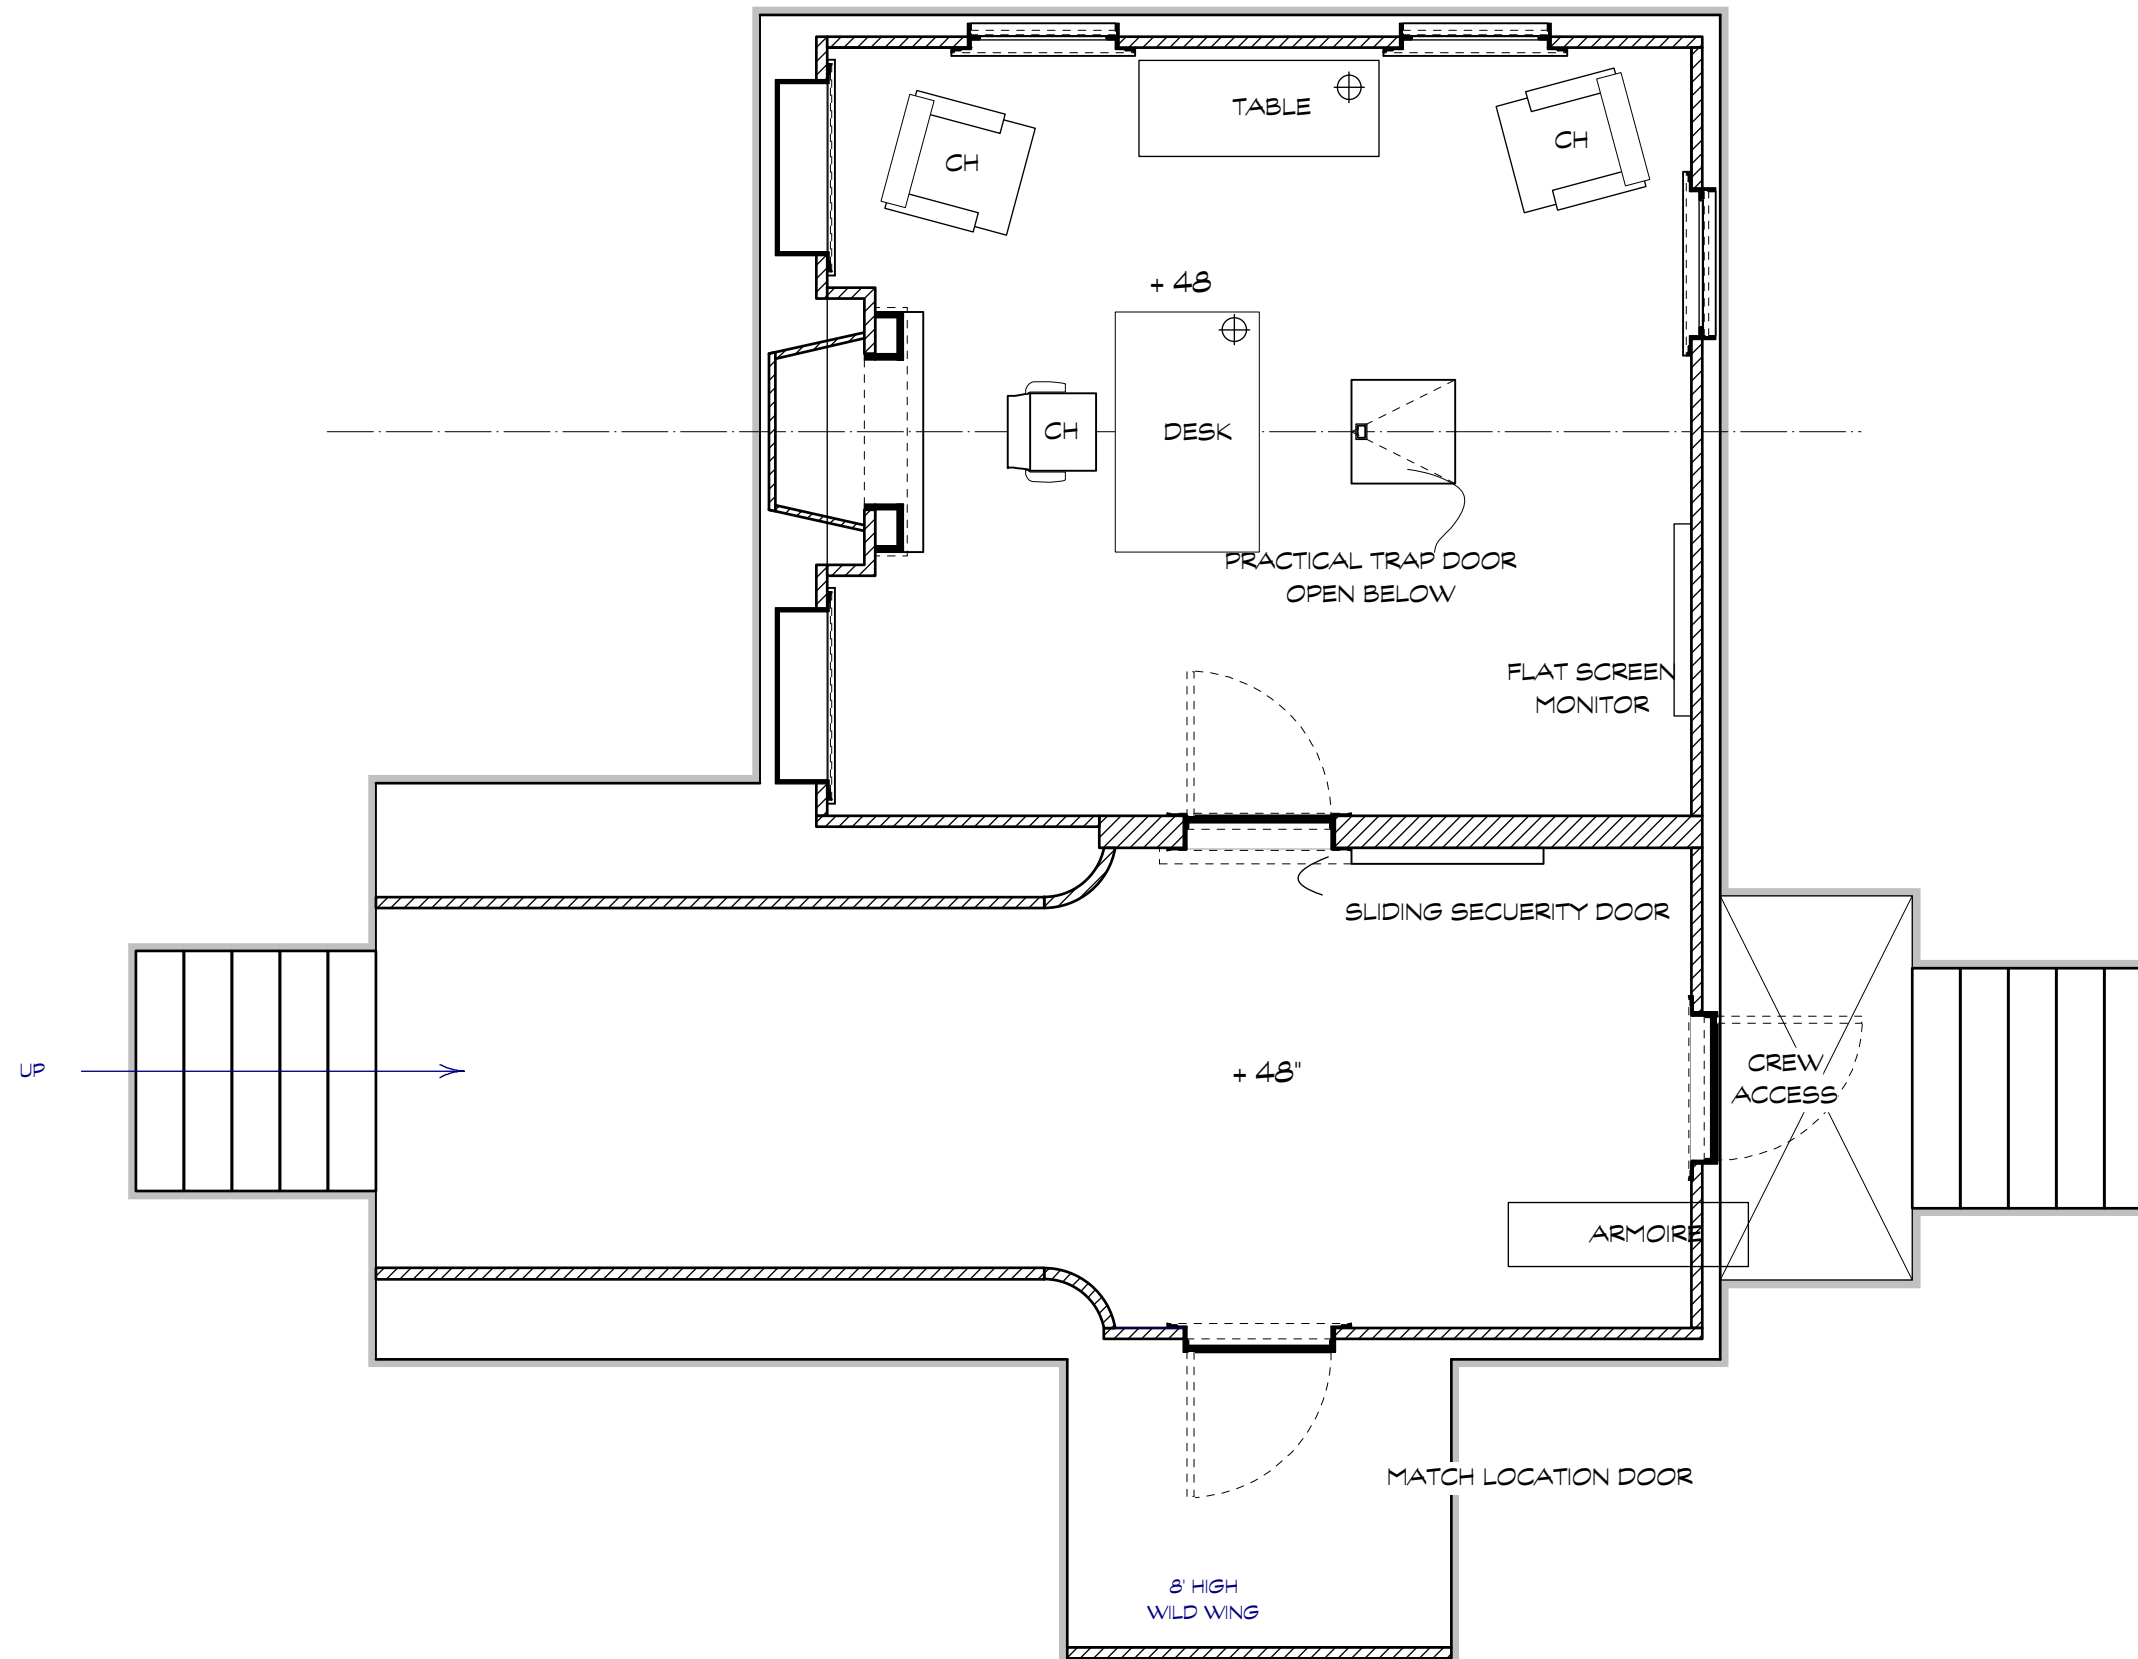 TABLE
CH
CH
+ 48
CH
DESK
PRACTICAL TRAP DOOR
OPEN BELOW
FLAT SCREEN
MONITOR
SLIDING SECUERITY DOOR
UP
+ 48"
CREW
ACCESS
ARMOIRE
MATCH LOCATION DOOR
8' HIGH
WILD WING